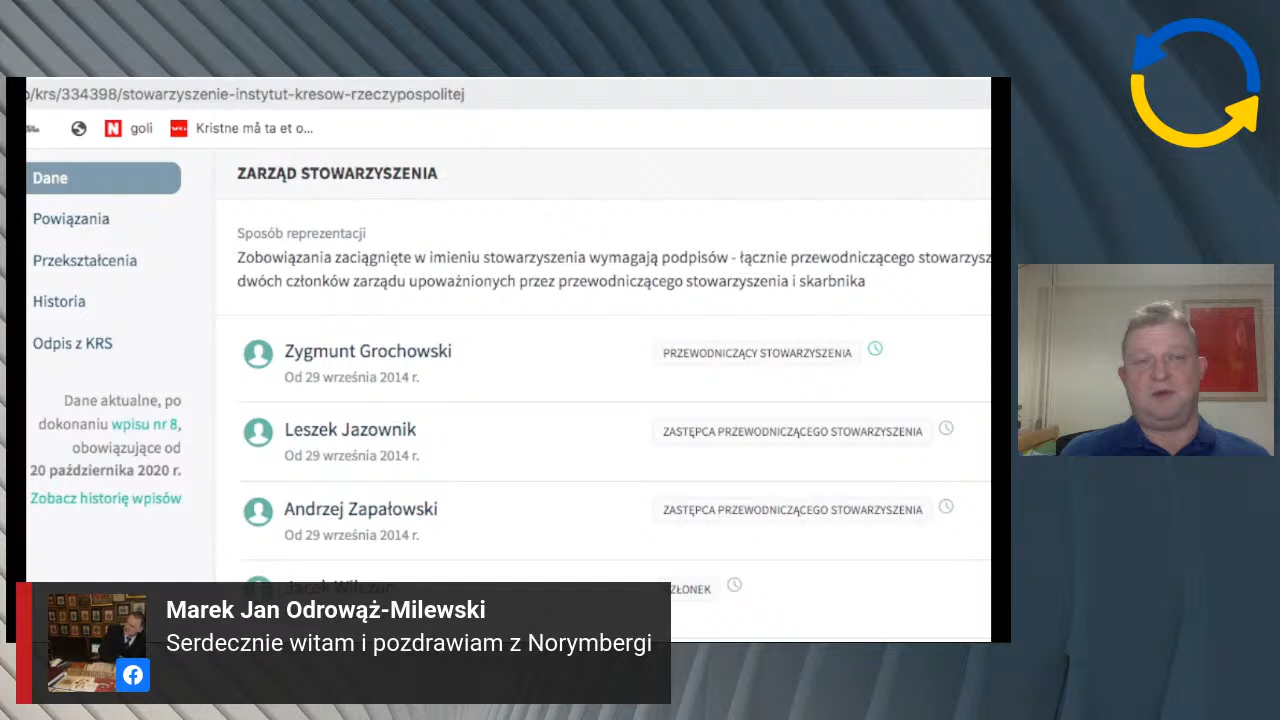 o/krs/334398/stowarzyszenie-instytut-kresow-rzeczypospolitej
goli
Kristne må ta et o...
Dane
Powiązania
Przekształcenia
Historia
Odpis z KRS
Dane aktualne, po
dokonaniu wpisu nr 8,
obowiązujące od
20 października 2020 r.
Zobacz historię wpisów
ZARZĄD STOWARZYSZENIA
Sposób reprezentacji
Zobowiązania zaciągnięte w imieniu stowarzyszenia wymagają podpisów - łącznie przewodniczącego stowarzysz
dwóch członków zarządu upoważnionych przez przewodniczącego stowarzyszenia i skarbnika
Zygmunt Grochowski PRZEWODNICZĄCY STOWARZYSZENIA
Od 29 września 2014 r.
Leszek Jazownik ZASTĘPCA PRZEWODNICZĄCEGO STOWARZYSZENIA
Od 29 września 2014 r.
Andrzej Zapałowski ZASTĘPCA PRZEWODNICZĄCEGO STOWARZYSZENIA
Od 29 września 2014 r.
Jacek Wilczur CZŁONEK
Marek Jan Odrowąż-Milewski
Serdecznie witam i pozdrawiam z Norymbergi